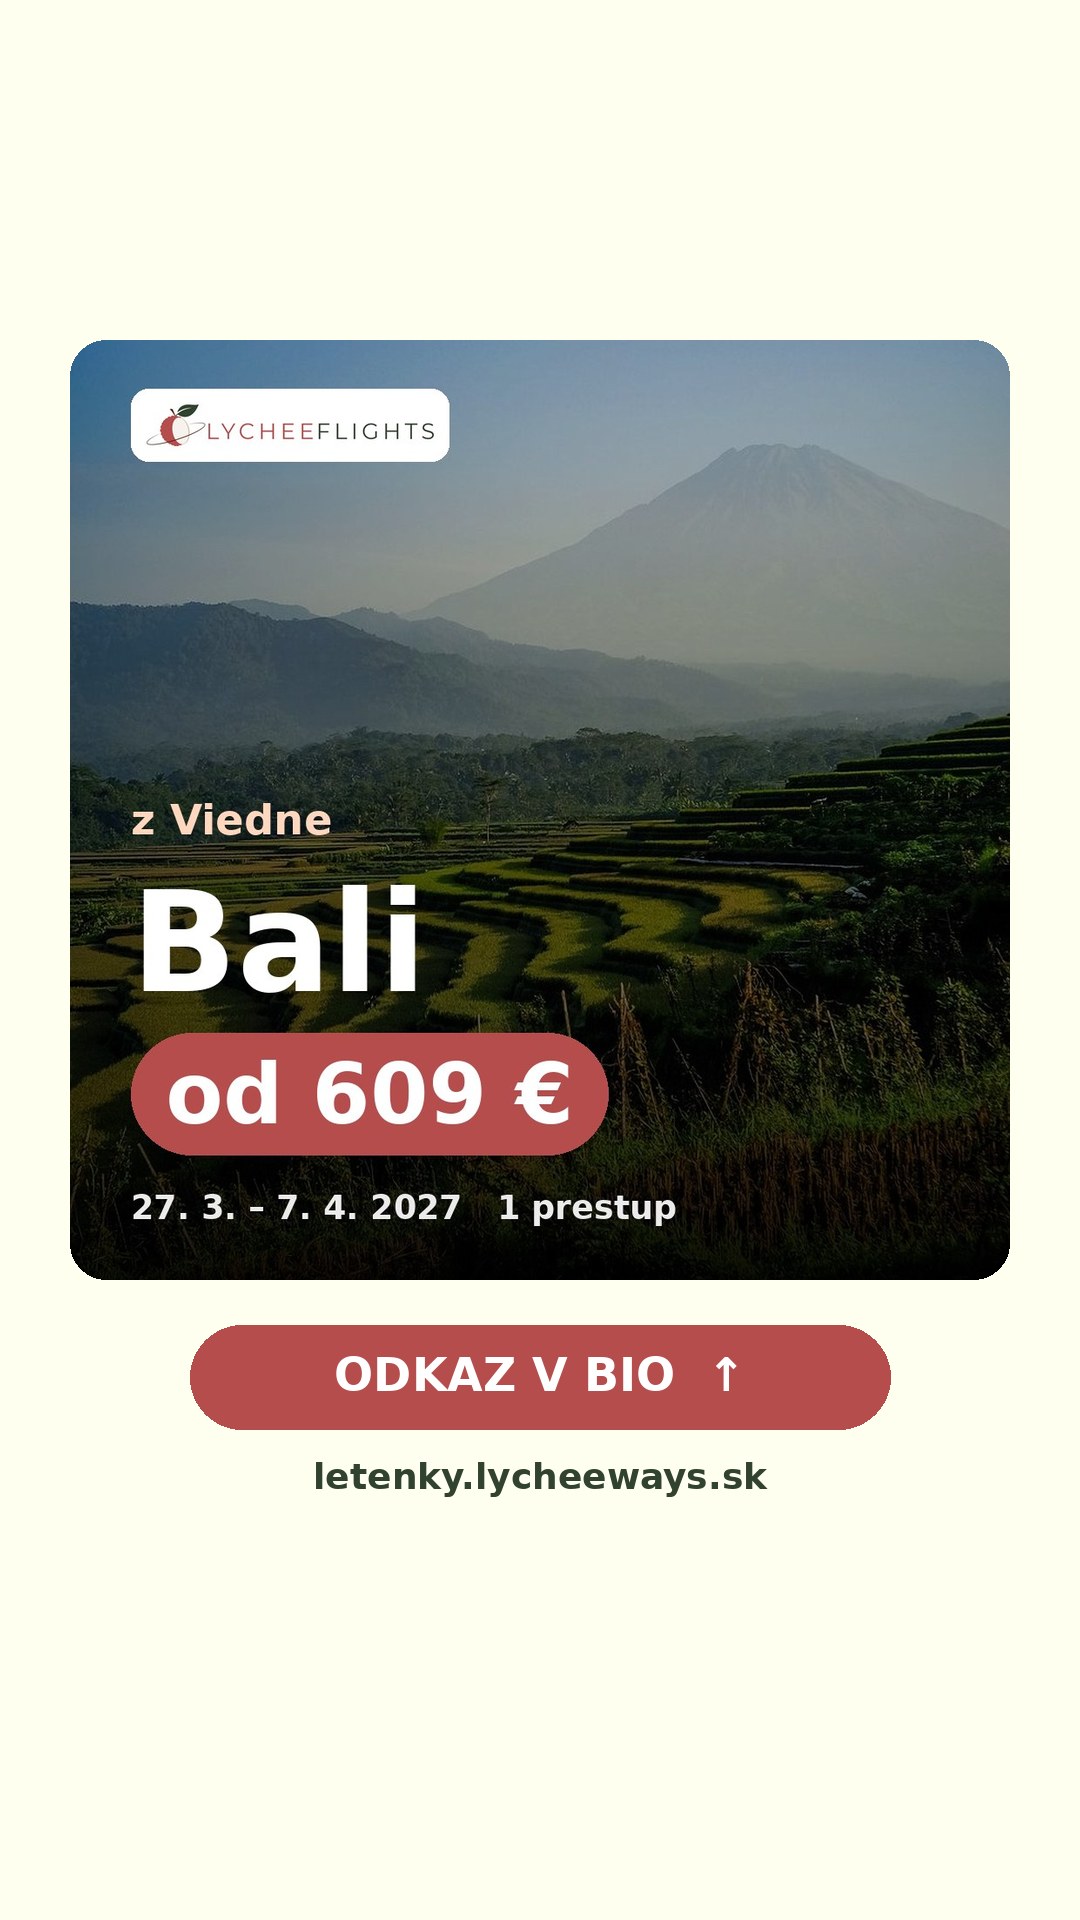 LYCHEEFLIGHTS
z Viedne
Bali
od 609 €
27. 3. – 7. 4. 2027 1 prestup
ODKAZ V BIO ↑
letenky.lycheeways.sk